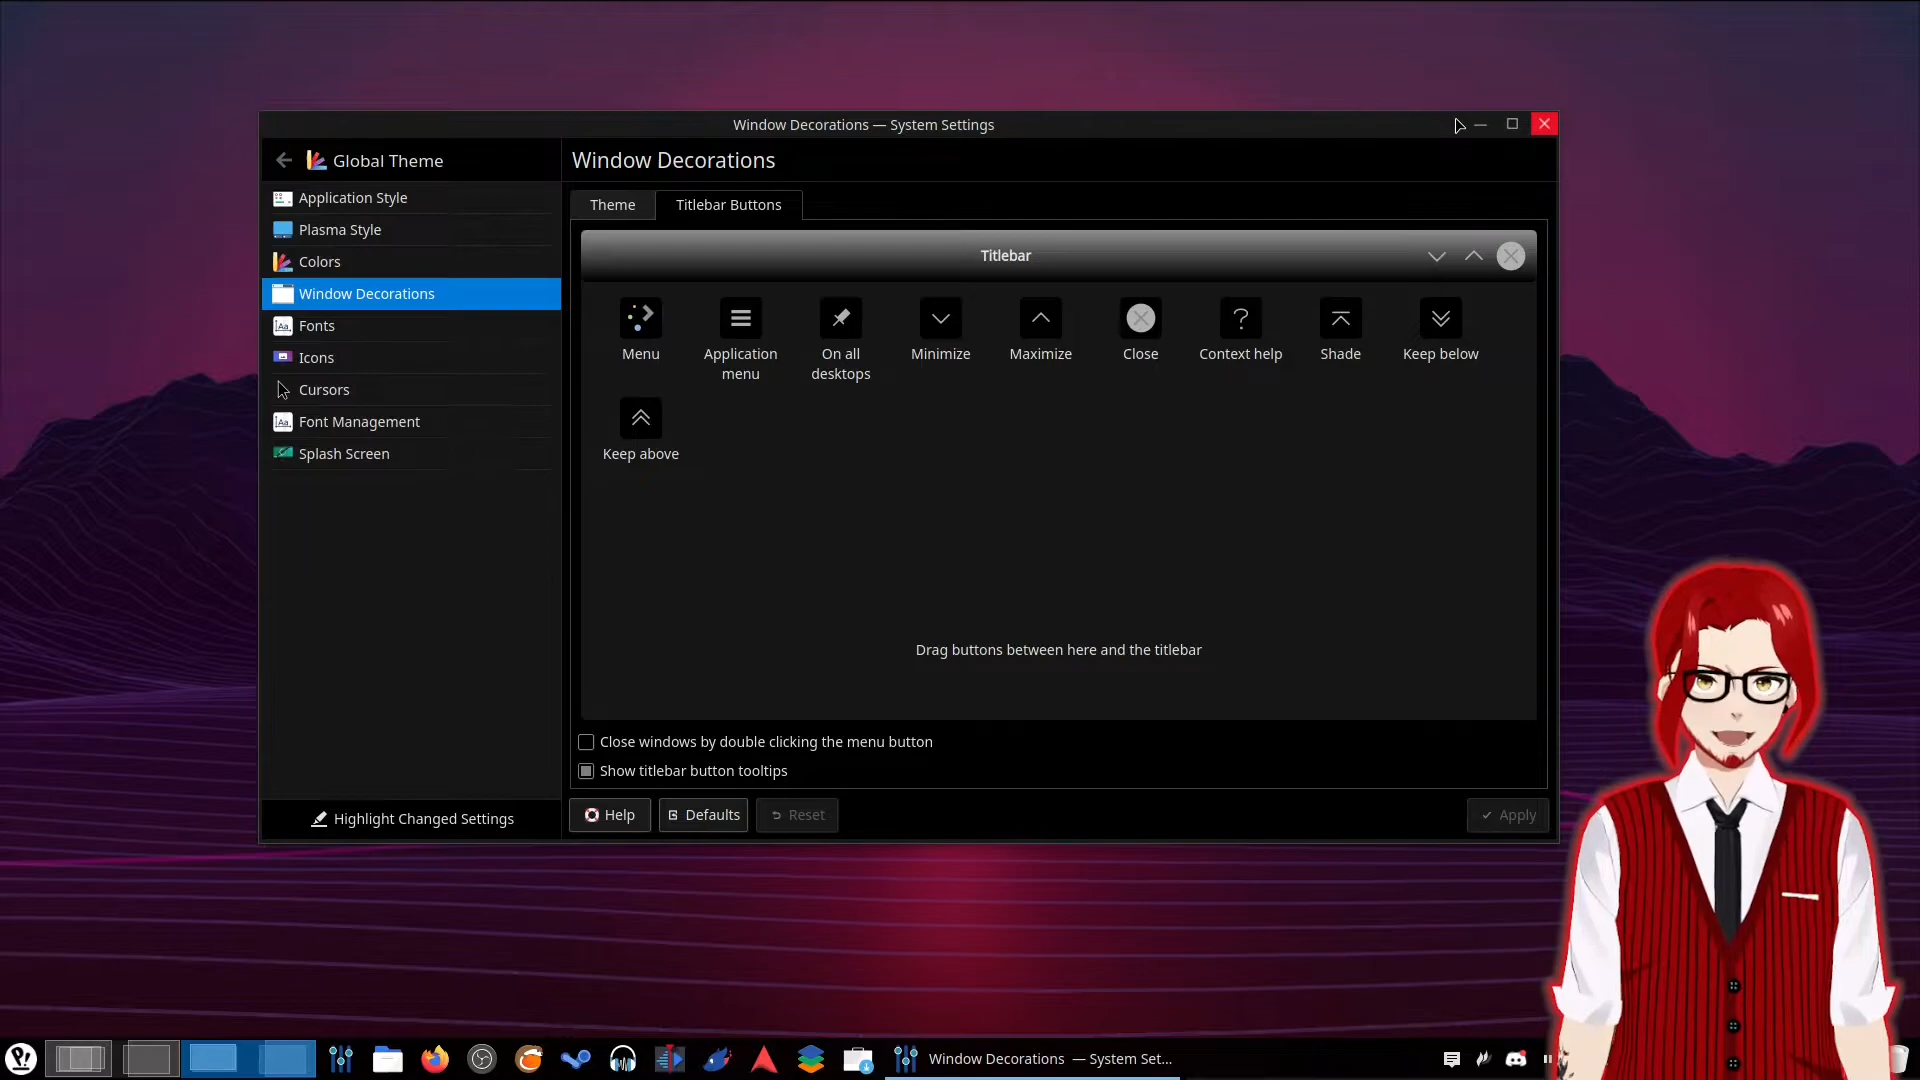 Window Decorations — System Settings
Global Theme
Application Style
Plasma Style
Colors
Window Decorations
Fonts
Icons
Cursors
Font Management
Splash Screen
Highlight Changed Settings
Window Decorations
Theme
Titlebar Buttons
Titlebar
Menu
Application
menu
On all
desktops
Minimize
Maximize
Close
Context help
Shade
Keep below
Keep above
Drag buttons between here and the titlebar
Close windows by double clicking the menu button
Show titlebar button tooltips
Help
Defaults
Reset
Apply
Window Decorations — System Set...